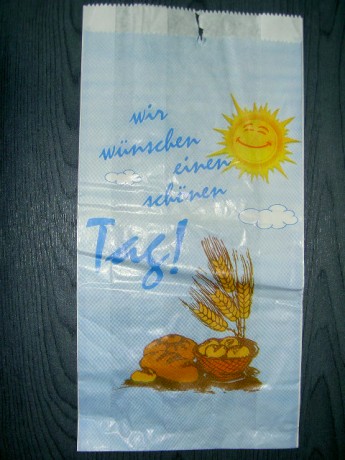 wir
wünschen
einen
schönen
Tag!